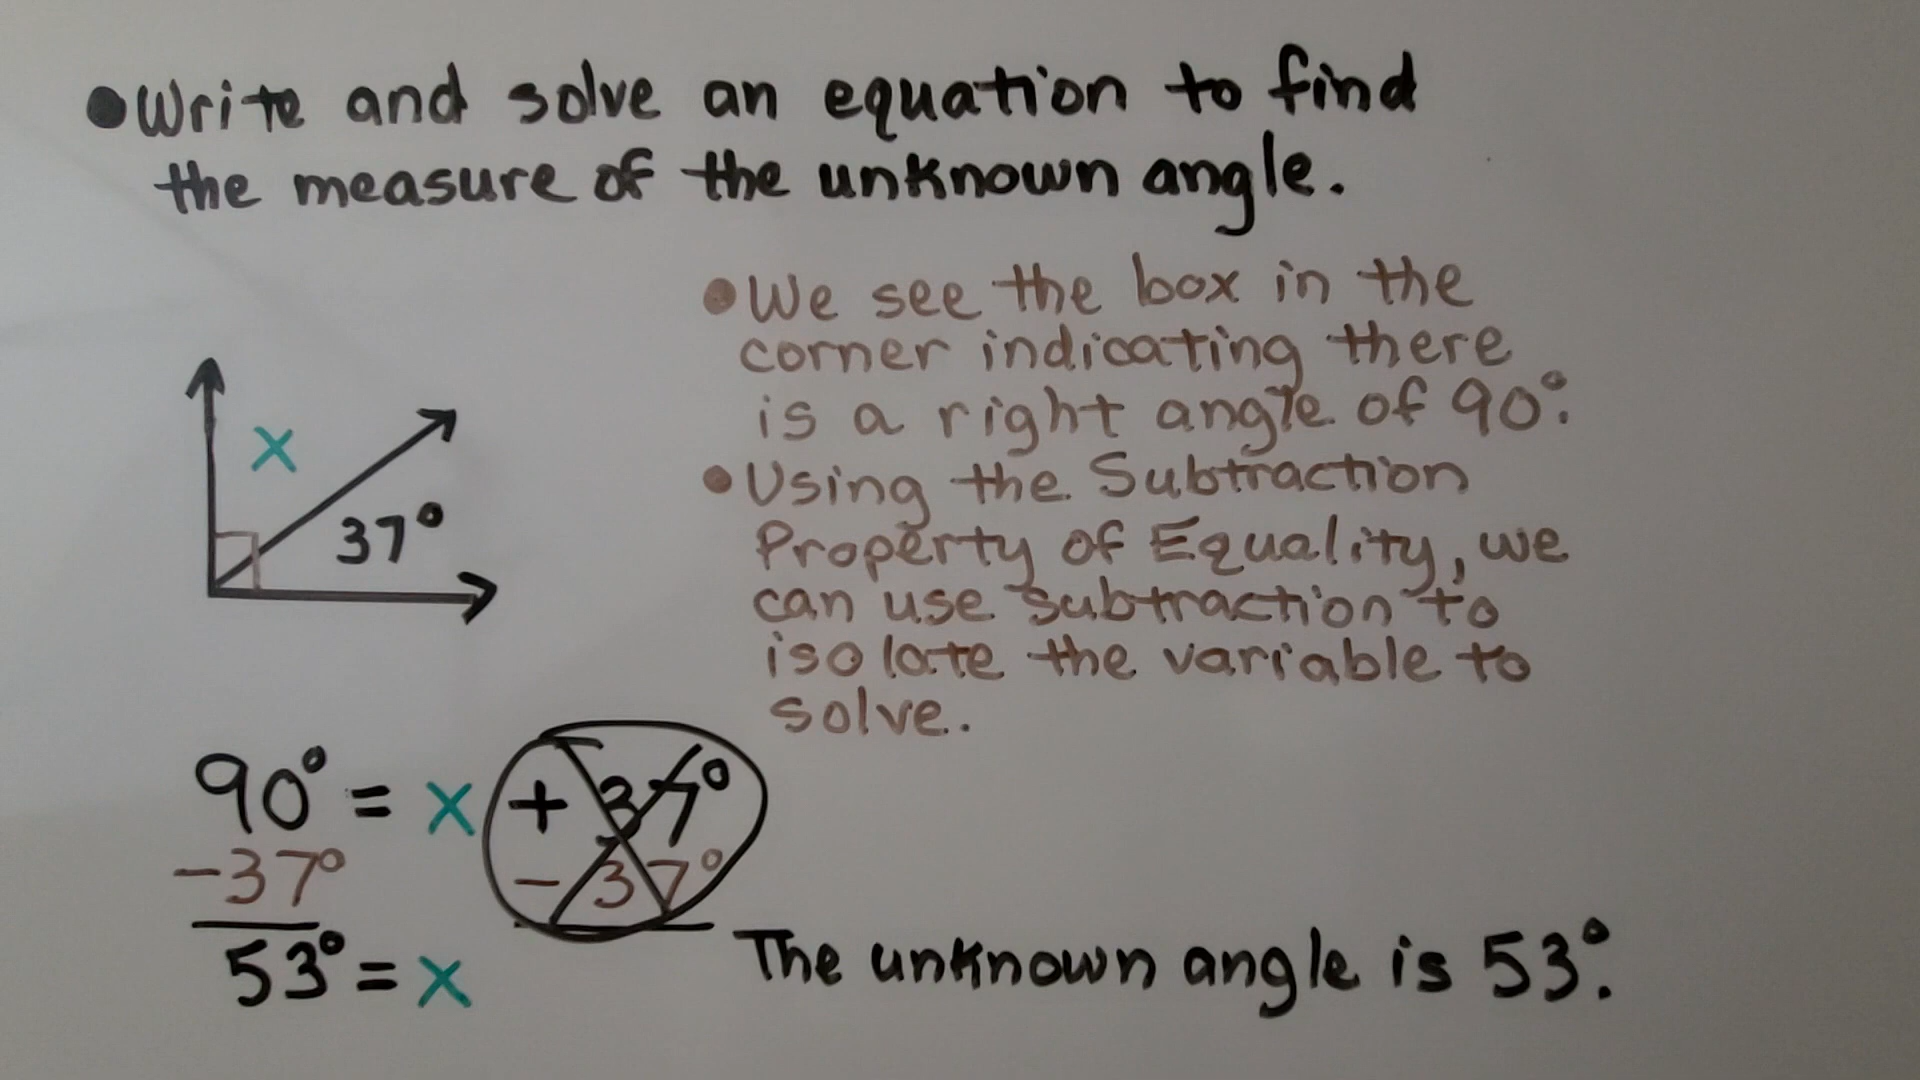 •Write and solve an equation to find
the measure of the unknown angle.
•We see the box in the
corner indicating there
is a right angle of 90°.
•Using the Subtraction
Property of Equality, we
can use subtraction to
isolate the variable to
solve.
x
37°
90° = x + 37°
-37° - 37°
53° = x
The unknown angle is 53°.